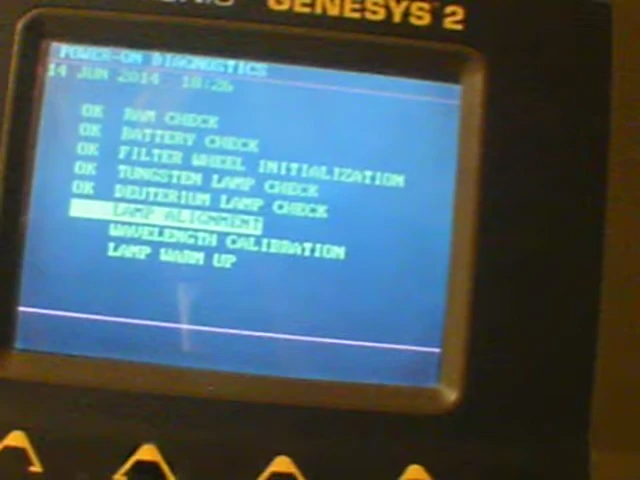 GENESYS 2
POWER-ON DIAGNOSTICS
14 JUN 2014 18:26
OK RAM CHECK
OK BATTERY CHECK
OK FILTER WHEEL INITIALIZATION
OK TUNGSTEN LAMP CHECK
OK DEUTERIUM LAMP CHECK
LAMP ALIGNMENT
WAVELENGTH CALIBRATION
LAMP WARM UP